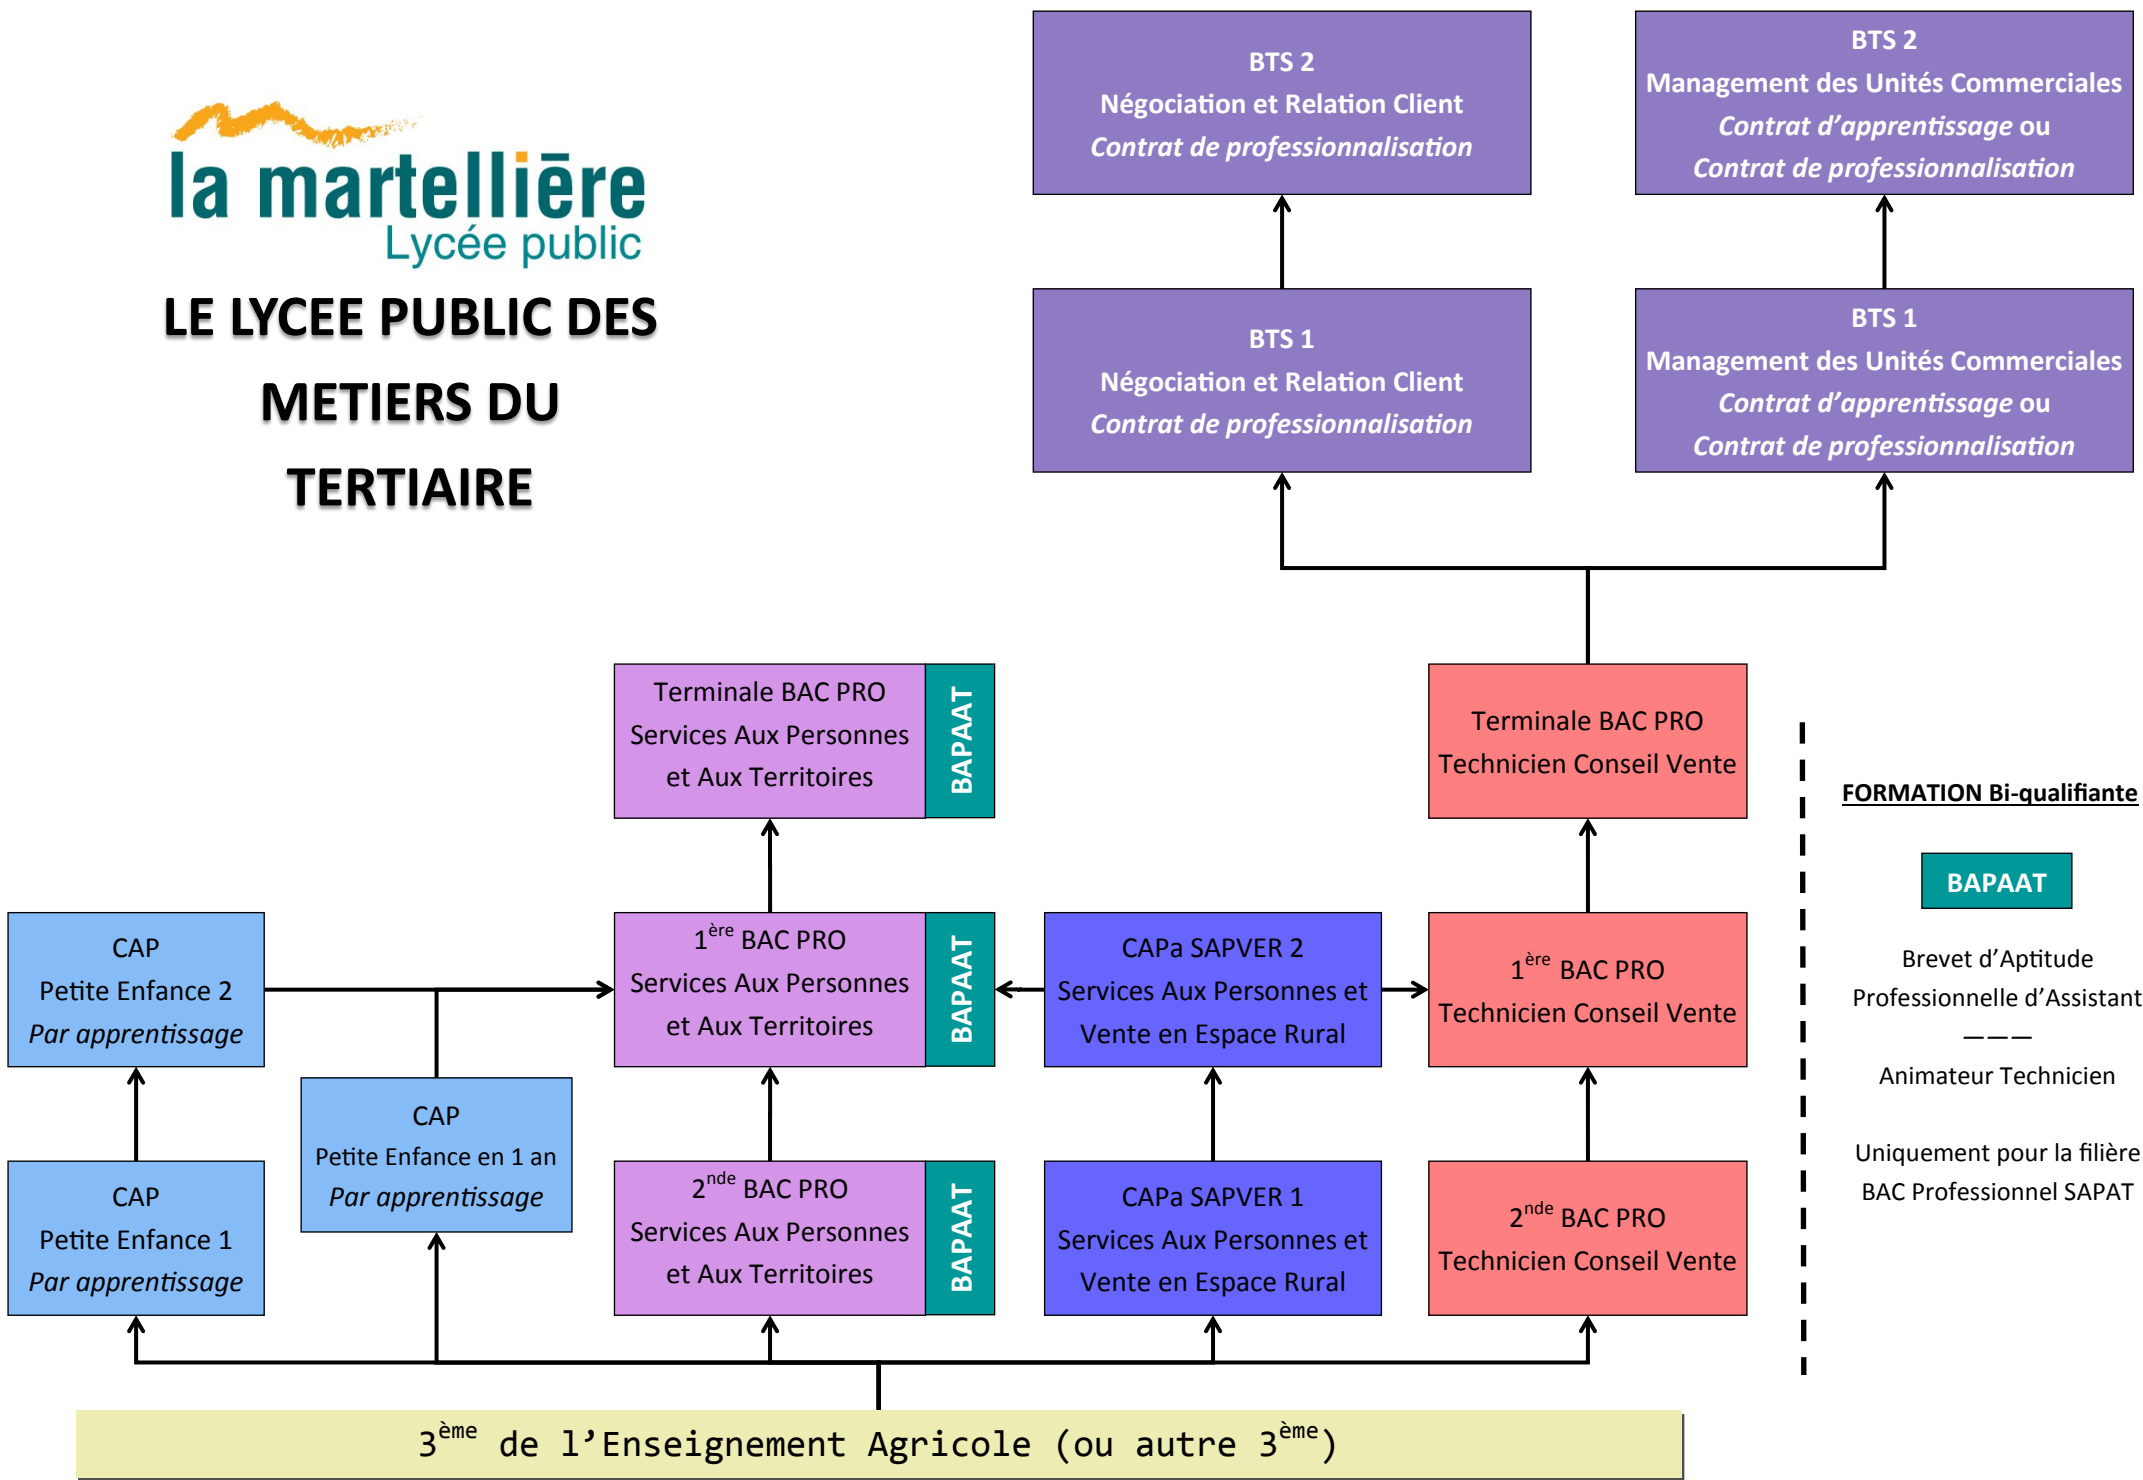 la martellière
Lycée public
LE LYCEE PUBLIC DES
METIERS DU
TERTIAIRE
BTS 2
Négociation et Relation Client
Contrat de professionnalisation
BTS 2
Management des Unités Commerciales
Contrat d’apprentissage ou
Contrat de professionnalisation
BTS 1
Négociation et Relation Client
Contrat de professionnalisation
BTS 1
Management des Unités Commerciales
Contrat d’apprentissage ou
Contrat de professionnalisation
Terminale BAC PRO
Services Aux Personnes
et Aux Territoires
BAPAAT
Terminale BAC PRO
Technicien Conseil Vente
CAP
Petite Enfance 2
Par apprentissage
1ère BAC PRO
Services Aux Personnes
et Aux Territoires
BAPAAT
CAPa SAPVER 2
Services Aux Personnes et
Vente en Espace Rural
1ère BAC PRO
Technicien Conseil Vente
CAP
Petite Enfance en 1 an
Par apprentissage
CAP
Petite Enfance 1
Par apprentissage
2nde BAC PRO
Services Aux Personnes
et Aux Territoires
BAPAAT
CAPa SAPVER 1
Services Aux Personnes et
Vente en Espace Rural
2nde BAC PRO
Technicien Conseil Vente
FORMATION Bi-qualifiante
BAPAAT
Brevet d’Aptitude
Professionnelle d’Assistant
———
Animateur Technicien
Uniquement pour la filière
BAC Professionnel SAPAT
3ème de l’Enseignement Agricole (ou autre 3ème)